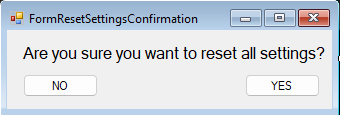 FormResetSettingsConfirmation
Are you sure you want to reset all settings?
NO YES